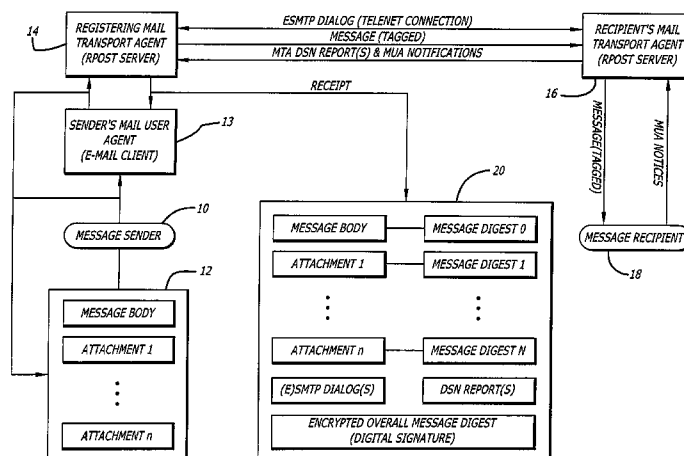 ESMTP DIALOG (TELENET CONNECTION)
MESSAGE (TAGGED)
MTA DSN REPORT(S) & MUA NOTIFICATIONS
14
REGISTERING MAIL
TRANSPORT AGENT
(RPOST SERVER)
RECIPIENT'S MAIL
TRANSPORT AGENT
(RPOST SERVER)
16
RECEIPT
13
SENDER'S MAIL USER
AGENT
(E-MAIL CLIENT)
MESSAGE(TAGGED)
MUA NOTICES
10
MESSAGE SENDER
MESSAGE RECIPIENT
18
12
MESSAGE BODY
ATTACHMENT 1
ATTACHMENT n
20
MESSAGE BODY
MESSAGE DIGEST 0
ATTACHMENT 1
MESSAGE DIGEST 1
ATTACHMENT n
MESSAGE DIGEST N
(E)SMTP DIALOG(S)
DSN REPORT(S)
ENCRYPTED OVERALL MESSAGE DIGEST
(DIGITAL SIGNATURE)